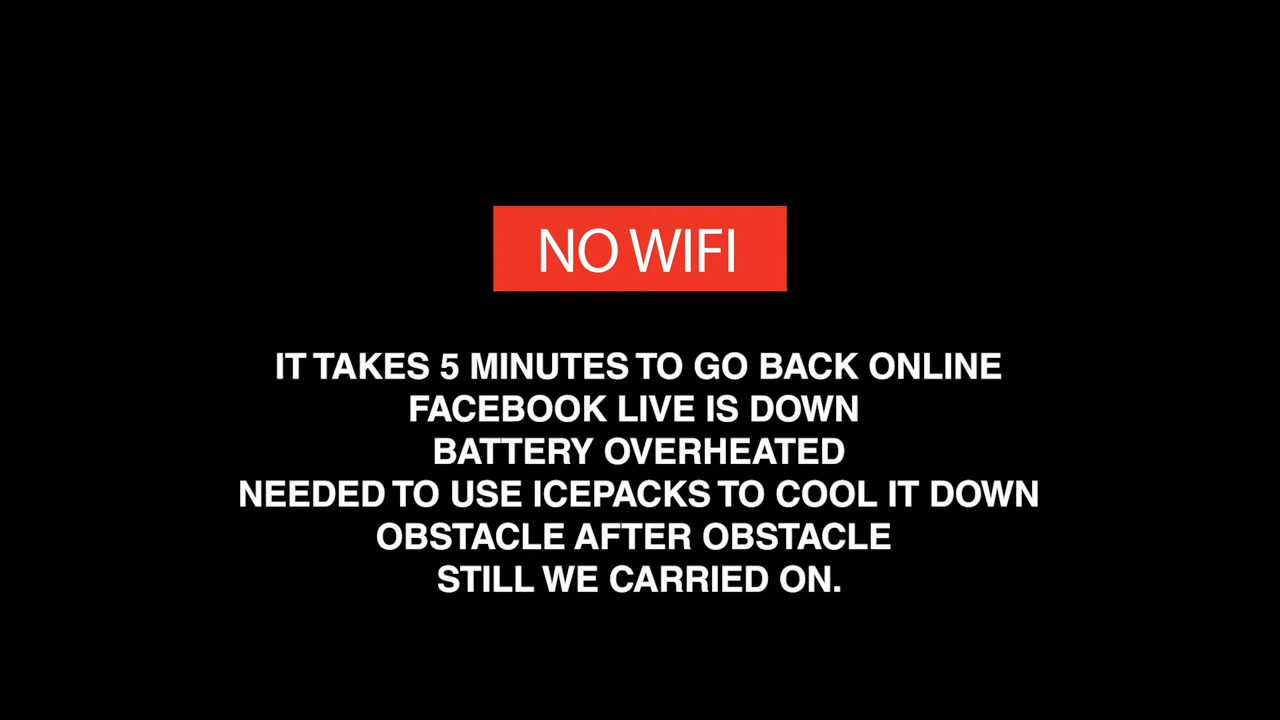 NO WIFI
IT TAKES 5 MINUTES TO GO BACK ONLINE
FACEBOOK LIVE IS DOWN
BATTERY OVERHEATED
NEEDED TO USE ICEPACKS TO COOL IT DOWN
OBSTACLE AFTER OBSTACLE
STILL WE CARRIED ON.